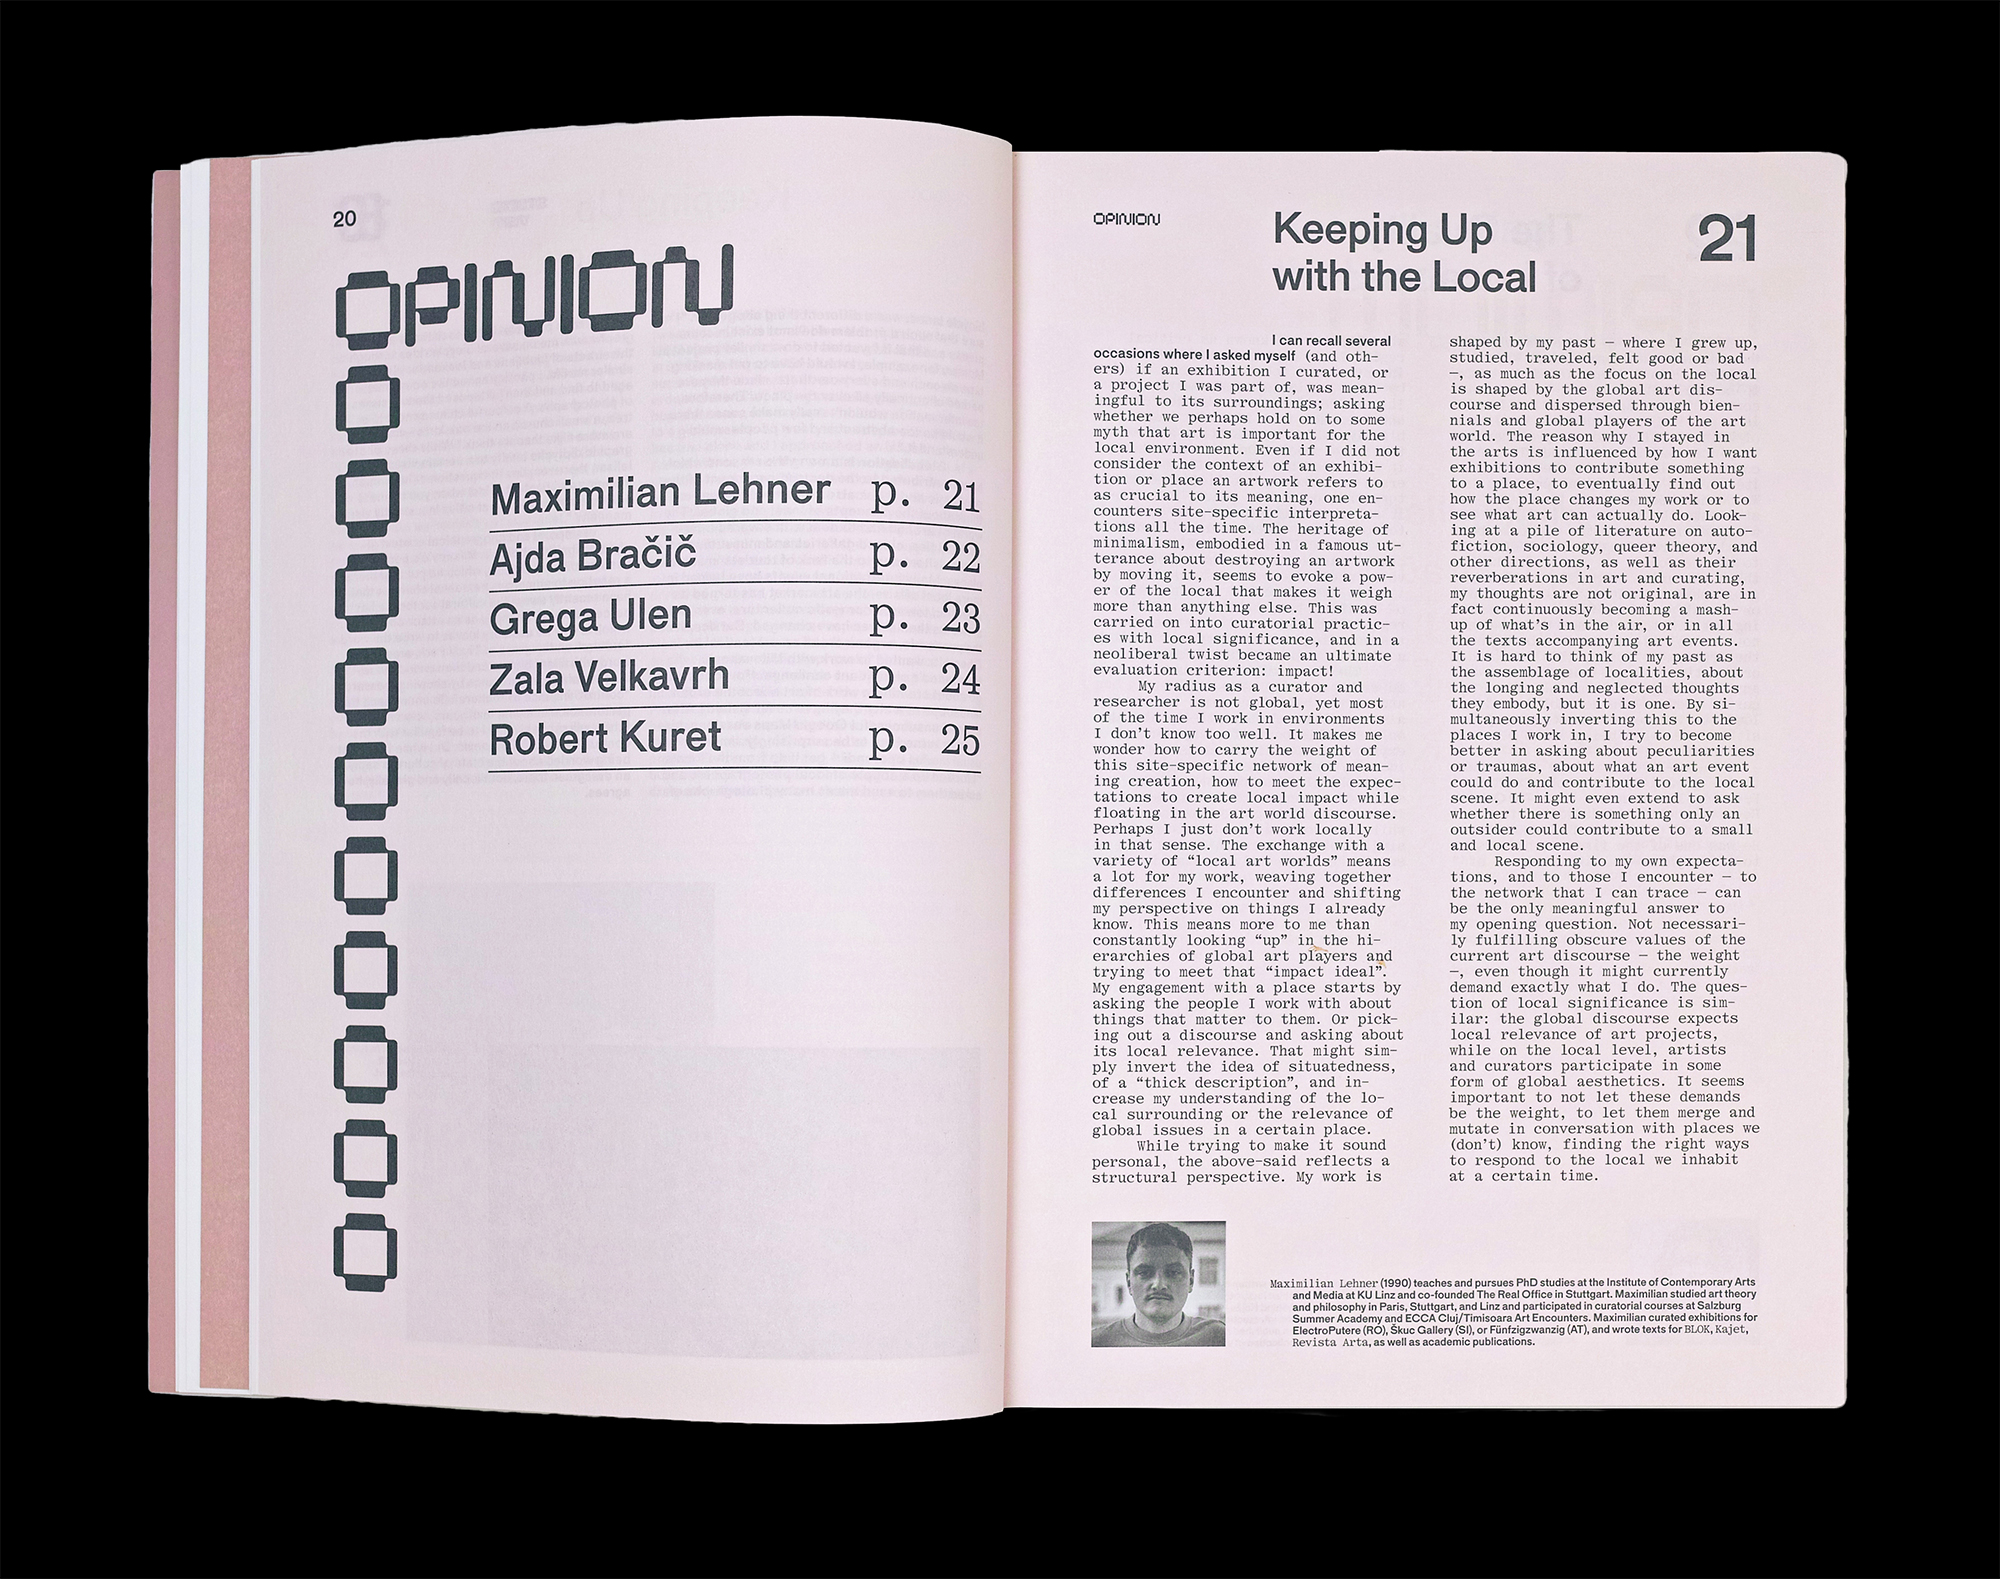 20
OPINION
Maximilian Lehner p. 21
Ajda Bračič p. 22
Grega Ulen p. 23
Zala Velkavrh p. 24
Robert Kuret p. 25
OPINION
Keeping Up
with the Local
21
I can recall several
occasions where I asked myself (and oth-
ers) if an exhibition I curated, or
a project I was part of, was mean-
ingful to its surroundings; asking
whether we perhaps hold on to some
myth that art is important for the
local environment. Even if I did not
consider the context of an exhibi-
tion or place an artwork refers to
as crucial to its meaning, one en-
counters site-specific interpreta-
tions all the time. The heritage of
minimalism, embodied in a famous ut-
terance about destroying an artwork
by moving it, seems to evoke a pow-
er of the local that makes it weigh
more than anything else. This was
carried on into curatorial practic-
es with local significance, and in a
neoliberal twist became an ultimate
evaluation criterion: impact!
My radius as a curator and
researcher is not global, yet most
of the time I work in environments
I don’t know too well. It makes me
wonder how to carry the weight of
this site-specific network of mean-
ing creation, how to meet the expec-
tations to create local impact while
floating in the art world discourse.
Perhaps I just don’t work locally
in that sense. The exchange with a
variety of “local art worlds” means
a lot for my work, weaving together
differences I encounter and shifting
my perspective on things I already
know. This means more to me than
constantly looking “up” in the hi-
erarchies of global art players and
trying to meet that “impact ideal”.
My engagement with a place starts by
asking the people I work with about
things that matter to them. Or pick-
ing out a discourse and asking about
its local relevance. That might sim-
ply invert the idea of situatedness,
of a “thick description”, and in-
crease my understanding of the lo-
cal surrounding or the relevance of
global issues in a certain place.
While trying to make it sound
personal, the above-said reflects a
structural perspective. My work is
shaped by my past – where I grew up,
studied, traveled, felt good or bad
–, as much as the focus on the local
is shaped by the global art dis-
course and dispersed through bien-
nials and global players of the art
world. The reason why I stayed in
the arts is influenced by how I want
exhibitions to contribute something
to a place, to eventually find out
how the place changes my work or to
see what art can actually do. Look-
ing at a pile of literature on auto-
fiction, sociology, queer theory, and
other directions, as well as their
reverberations in art and curating,
my thoughts are not original, are in
fact continuously becoming a mash-
up of what’s in the air, or in all
the texts accompanying art events.
It is hard to think of my past as
the assemblage of localities, about
the longing and neglected thoughts
they embody, but it is one. By si-
multaneously inverting this to the
places I work in, I try to become
better in asking about peculiarities
or traumas, about what an art event
could do and contribute to the local
scene. It might even extend to ask
whether there is something only an
outsider could contribute to a small
and local scene.
Responding to my own expecta-
tions, and to those I encounter – to
the network that I can trace – can
be the only meaningful answer to
my opening question. Not necessari-
ly fulfilling obscure values of the
current art discourse – the weight
–, even though it might currently
demand exactly what I do. The ques-
tion of local significance is sim-
ilar: the global discourse expects
local relevance of art projects,
while on the local level, artists
and curators participate in some
form of global aesthetics. It seems
important to not let these demands
be the weight, to let them merge and
mutate in conversation with places we
(don’t) know, finding the right ways
to respond to the local we inhabit
at a certain time.
Maximilian Lehner (1990) teaches and pursues PhD studies at the Institute of Contemporary Arts
and Media at KU Linz and co-founded The Real Office in Stuttgart. Maximilian studied art theory
and philosophy in Paris, Stuttgart, and Linz and participated in curatorial courses at Salzburg
Summer Academy and ECCA Cluj/Timisoara Art Encounters. Maximilian curated exhibitions for
ElectroPutere (RO), Škuc Gallery (SI), or Fünfzigzwanzig (AT), and wrote texts for BLOK, Kajet,
Revista Arta, as well as academic publications.